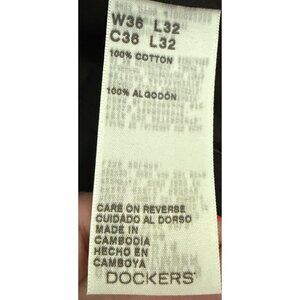 W36 L32
C36 L32
100% COTTON
100% ALGODÓN
CARE ON REVERSE
CUIDADO AL DORSO
MADE IN
CAMBODIA
HECHO EN
CAMBOYA
DOCKERS